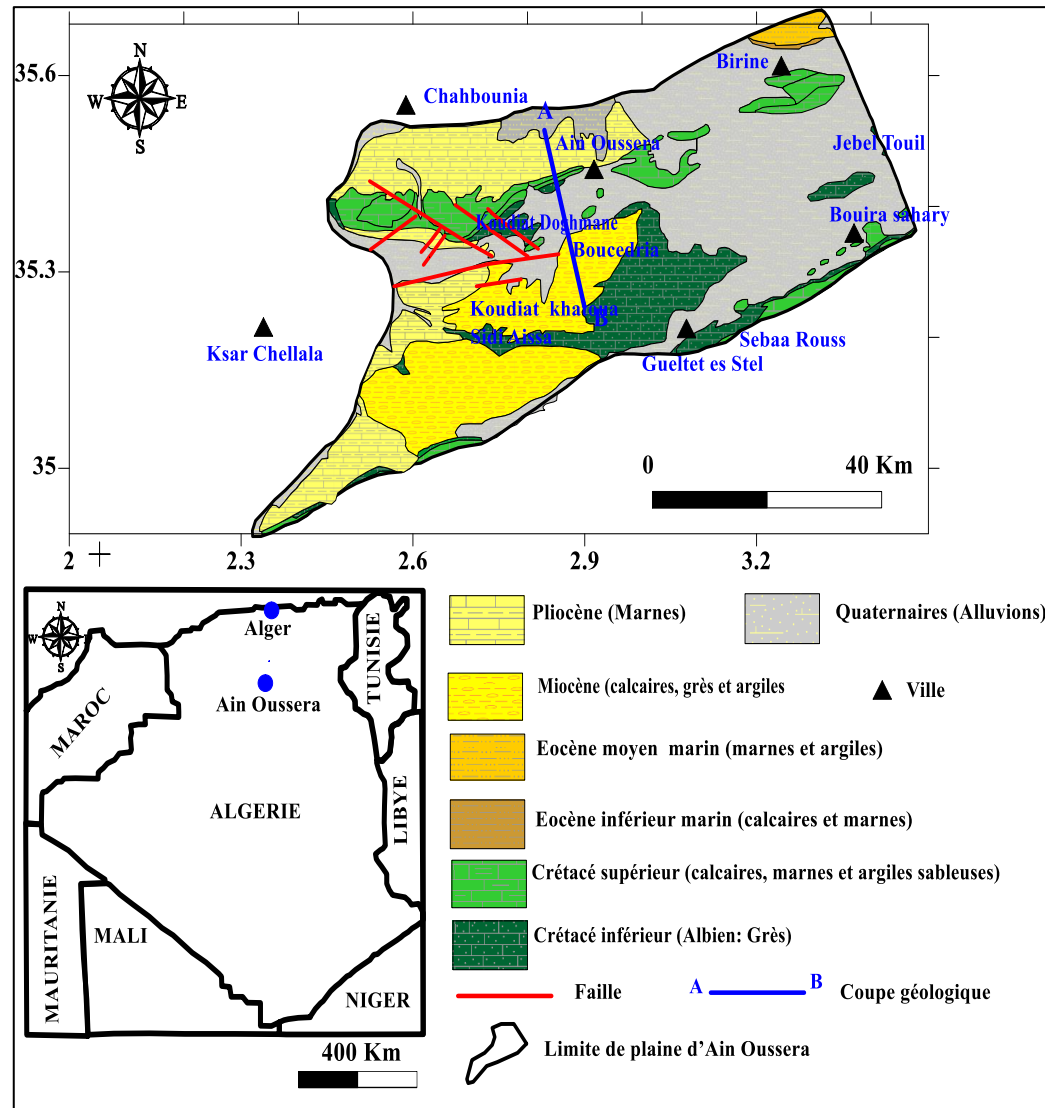 N
W
E
S
35.6
35.3
35
2
2.3
2.6
2.9
3.2
Chahbounia
Birine
A
Ain Oussera
Jebel Touil
Bouira sahary
Koudiat Doghmane
Boucedria
Koudiat khaoua
B
Sidi Aissa
Ksar Chellala
Sebaa Rouss
Gueltet es Stel
0
40 Km
N
W
E
S
Alger
Ain Oussera
TUNISIE
MAROC
LIBYE
ALGERIE
MAURITANIE
MALI
NIGER
400 Km
Pliocène (Marnes)
Quaternaires (Alluvions)
Miocène (calcaires, grès et argiles
Ville
Eocène moyen marin (marnes et argiles)
Eocène inférieur marin (calcaires et marnes)
Crétacé supérieur (calcaires, marnes et argiles sableuses)
Crétacé inférieur (Albien: Grès)
Faille
A
B
Coupe géologique
Limite de plaine d’Ain Oussera